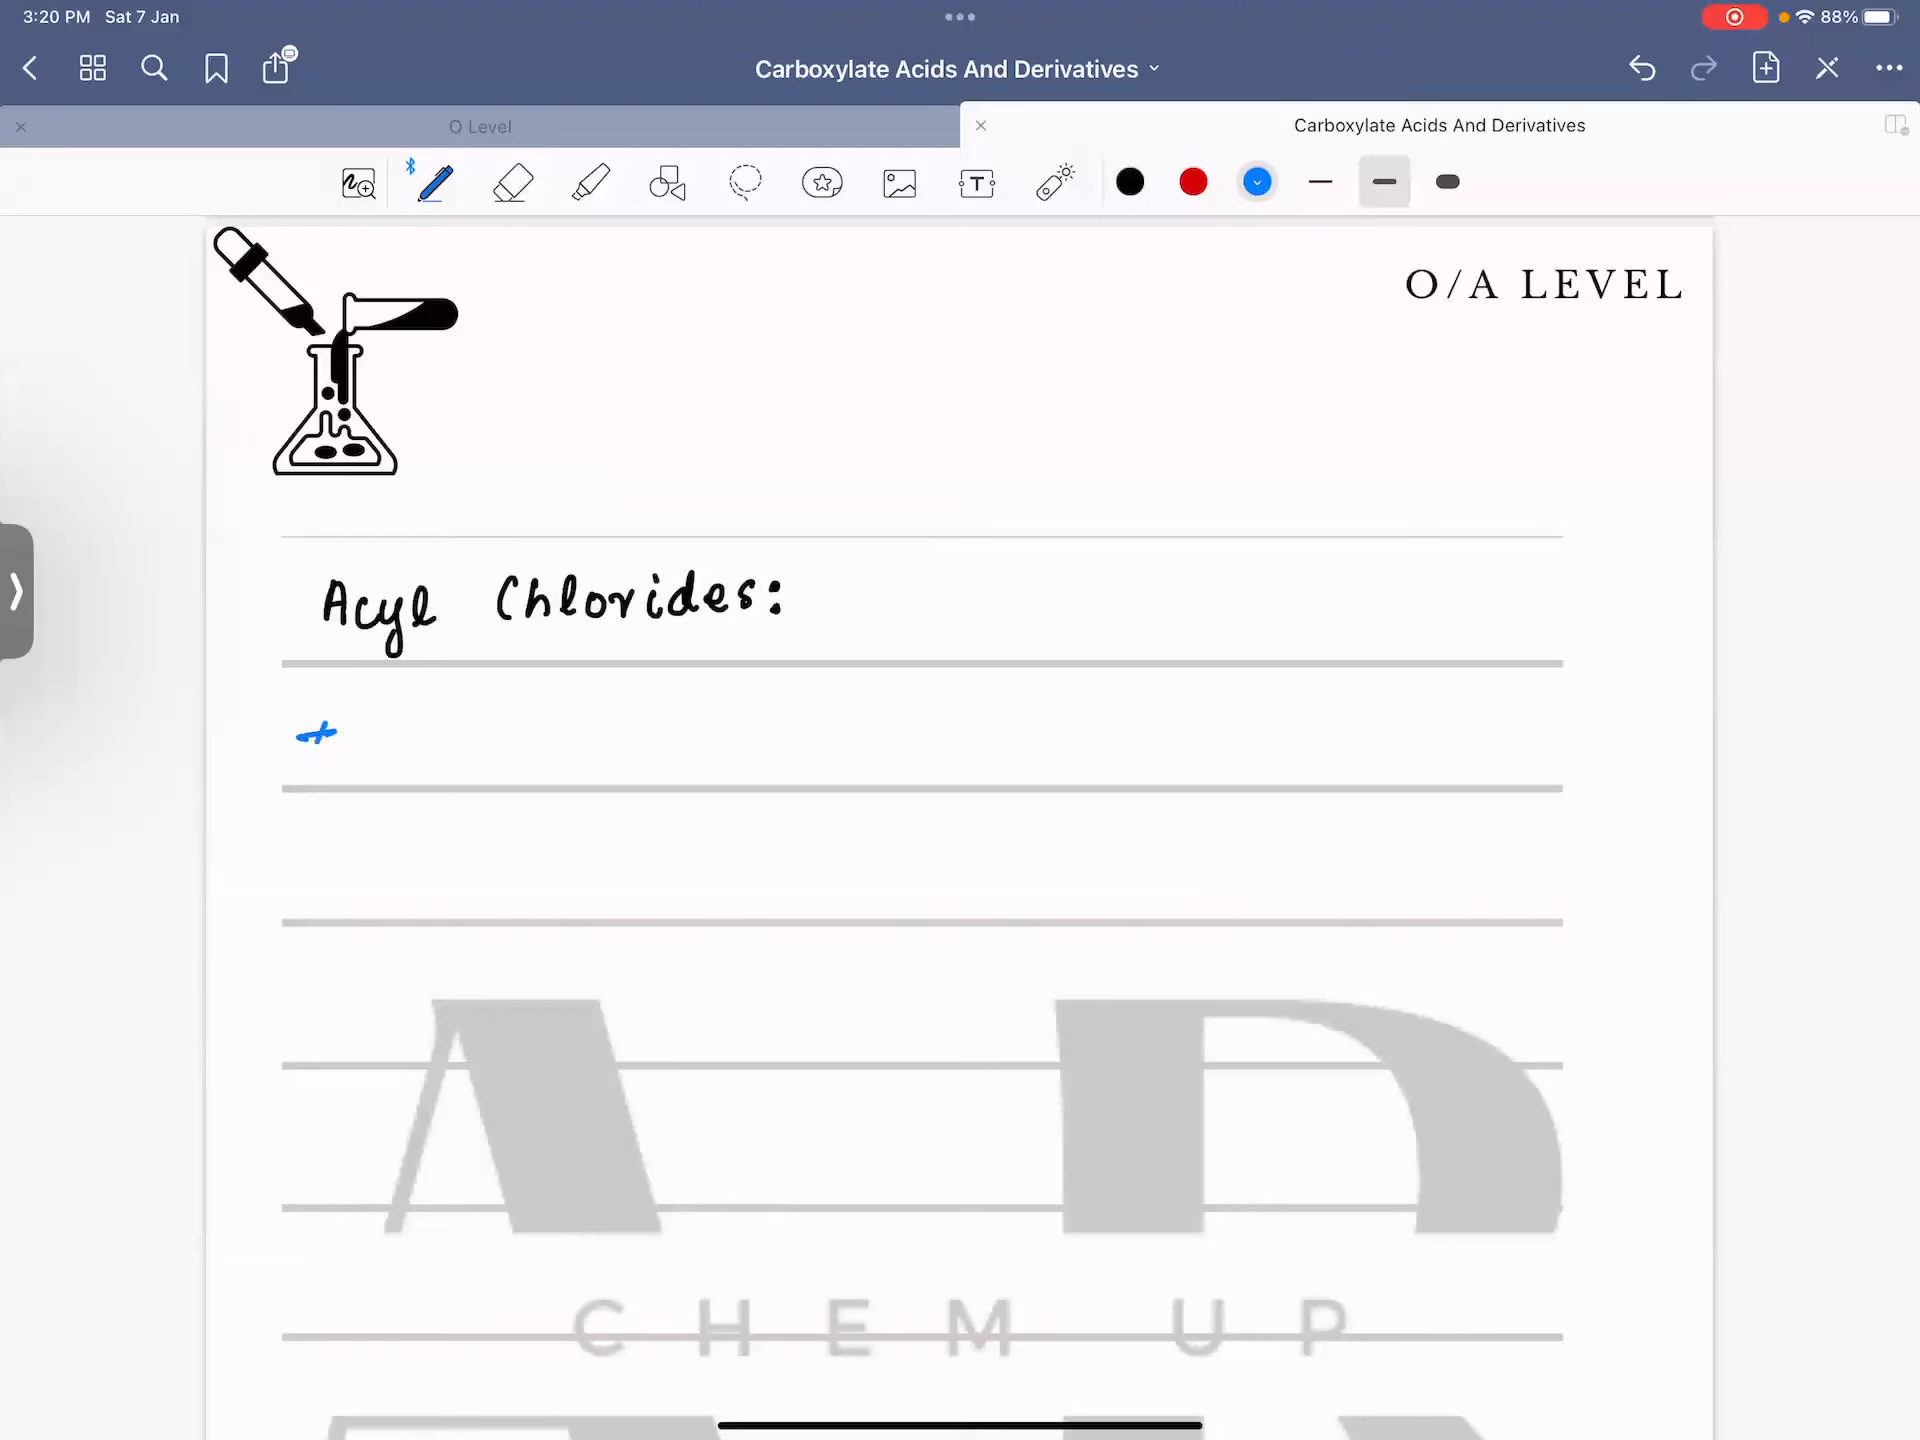 3:20 PM Sat 7 Jan
88%
Carboxylate Acids And Derivatives
O Level
Carboxylate Acids And Derivatives
T
O/A LEVEL
Acyl Chlorides:
*
CHEM UP